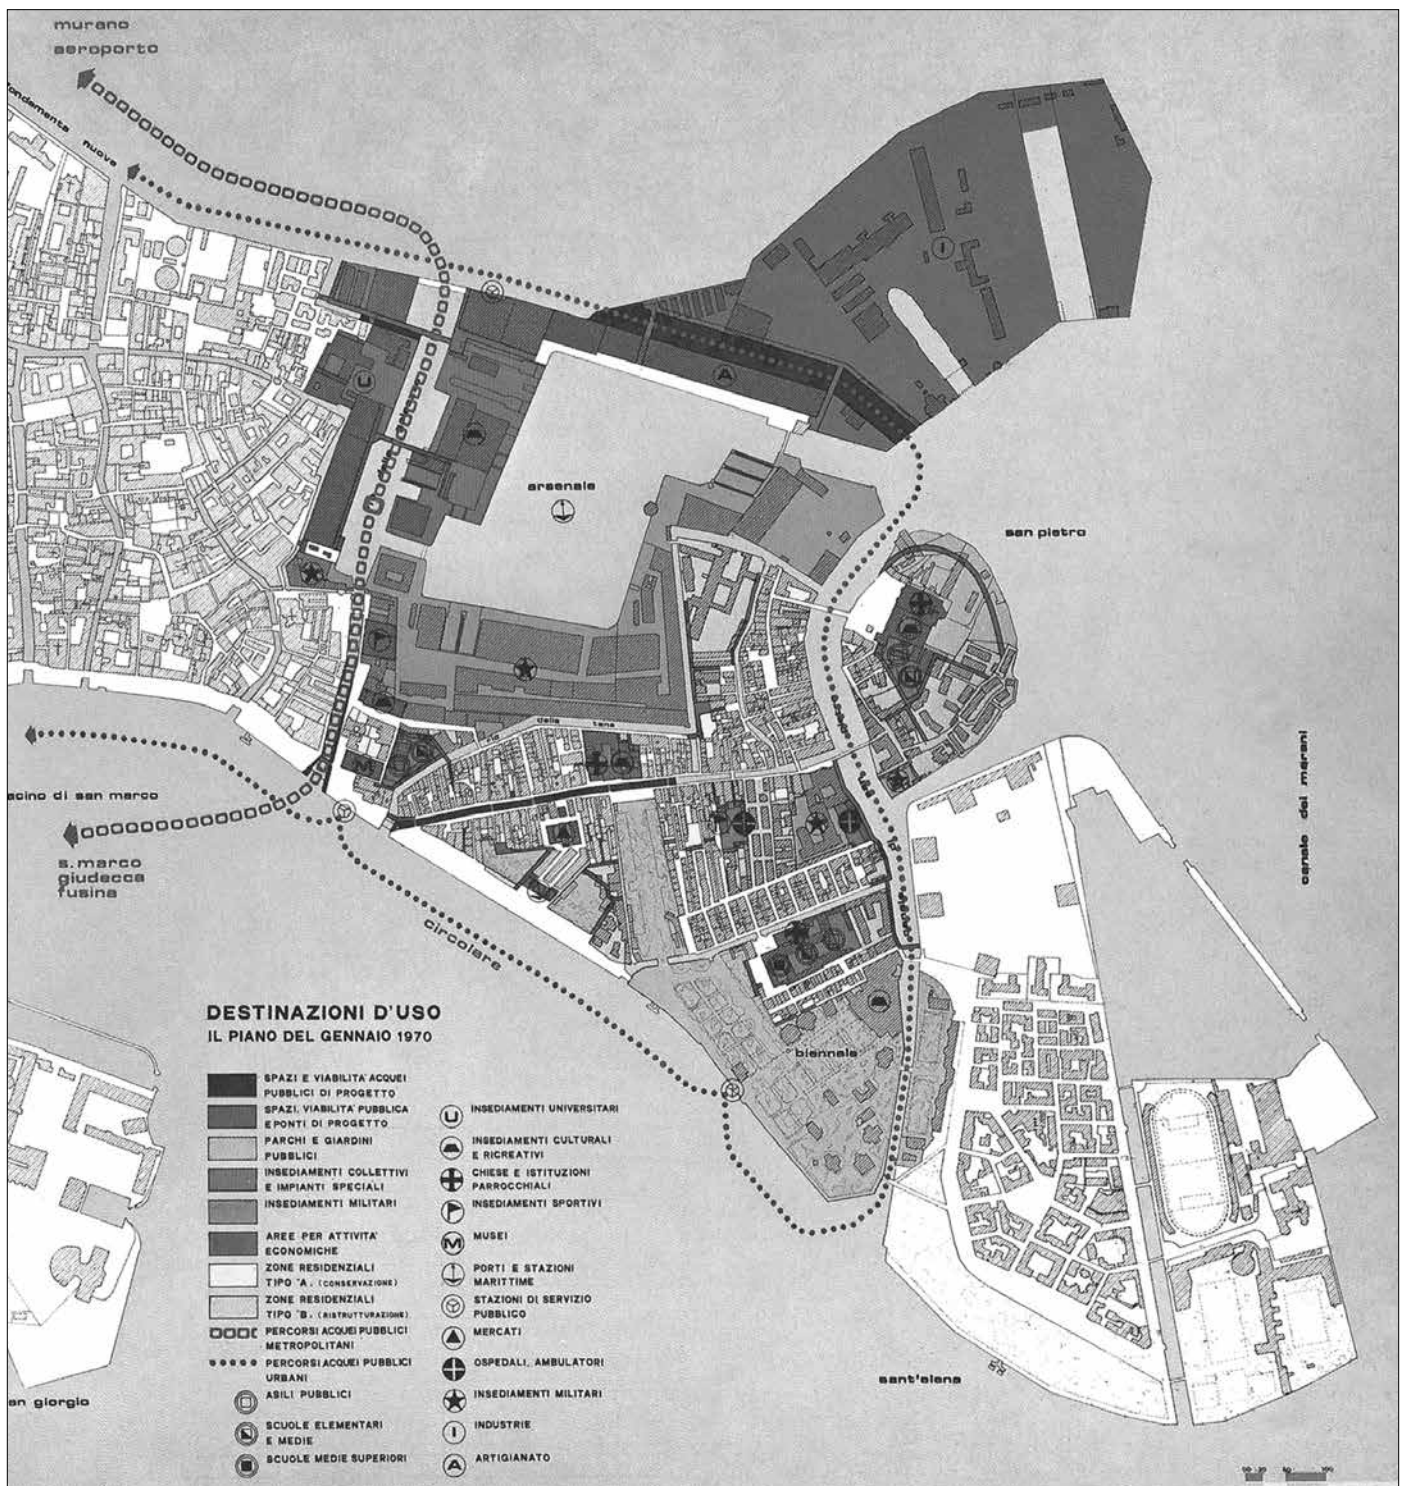 murano
aeroporto
fondamenta nuove
arsenale
san pietro
rio della tana
canale dei marani
acino di san marco
s. marco
giudecca
fusina
circolare
biennale
sant'elena
an giorgio
DESTINAZIONI D'USO
IL PIANO DEL GENNAIO 1970
SPAZI E VIABILITA' ACQUEI
PUBBLICI DI PROGETTO
SPAZI, VIABILITA' PUBBLICA
E PONTI DI PROGETTO
PARCHI E GIARDINI
PUBBLICI
INSEDIAMENTI COLLETTIVI
E IMPIANTI SPECIALI
INSEDIAMENTI MILITARI
AREE PER ATTIVITA'
ECONOMICHE
ZONE RESIDENZIALI
TIPO "A. (CONSERVAZIONE)
ZONE RESIDENZIALI
TIPO "B. (RISTRUTTURAZIONE)
PERCORSI ACQUEI PUBBLICI
METROPOLITANI
PERCORSI ACQUEI PUBBLICI
URBANI
ASILI PUBBLICI
SCUOLE ELEMENTARI
E MEDIE
SCUOLE MEDIE SUPERIORI
U INSEDIAMENTI UNIVERSITARI
INSEDIAMENTI CULTURALI
E RICREATIVI
CHIESE E ISTITUZIONI
PARROCCHIALI
INSEDIAMENTI SPORTIVI
M MUSEI
PORTI E STAZIONI
MARITTIME
STAZIONI DI SERVIZIO
PUBBLICO
MERCATI
OSPEDALI, AMBULATORI
INSEDIAMENTI MILITARI
I INDUSTRIE
A ARTIGIANATO